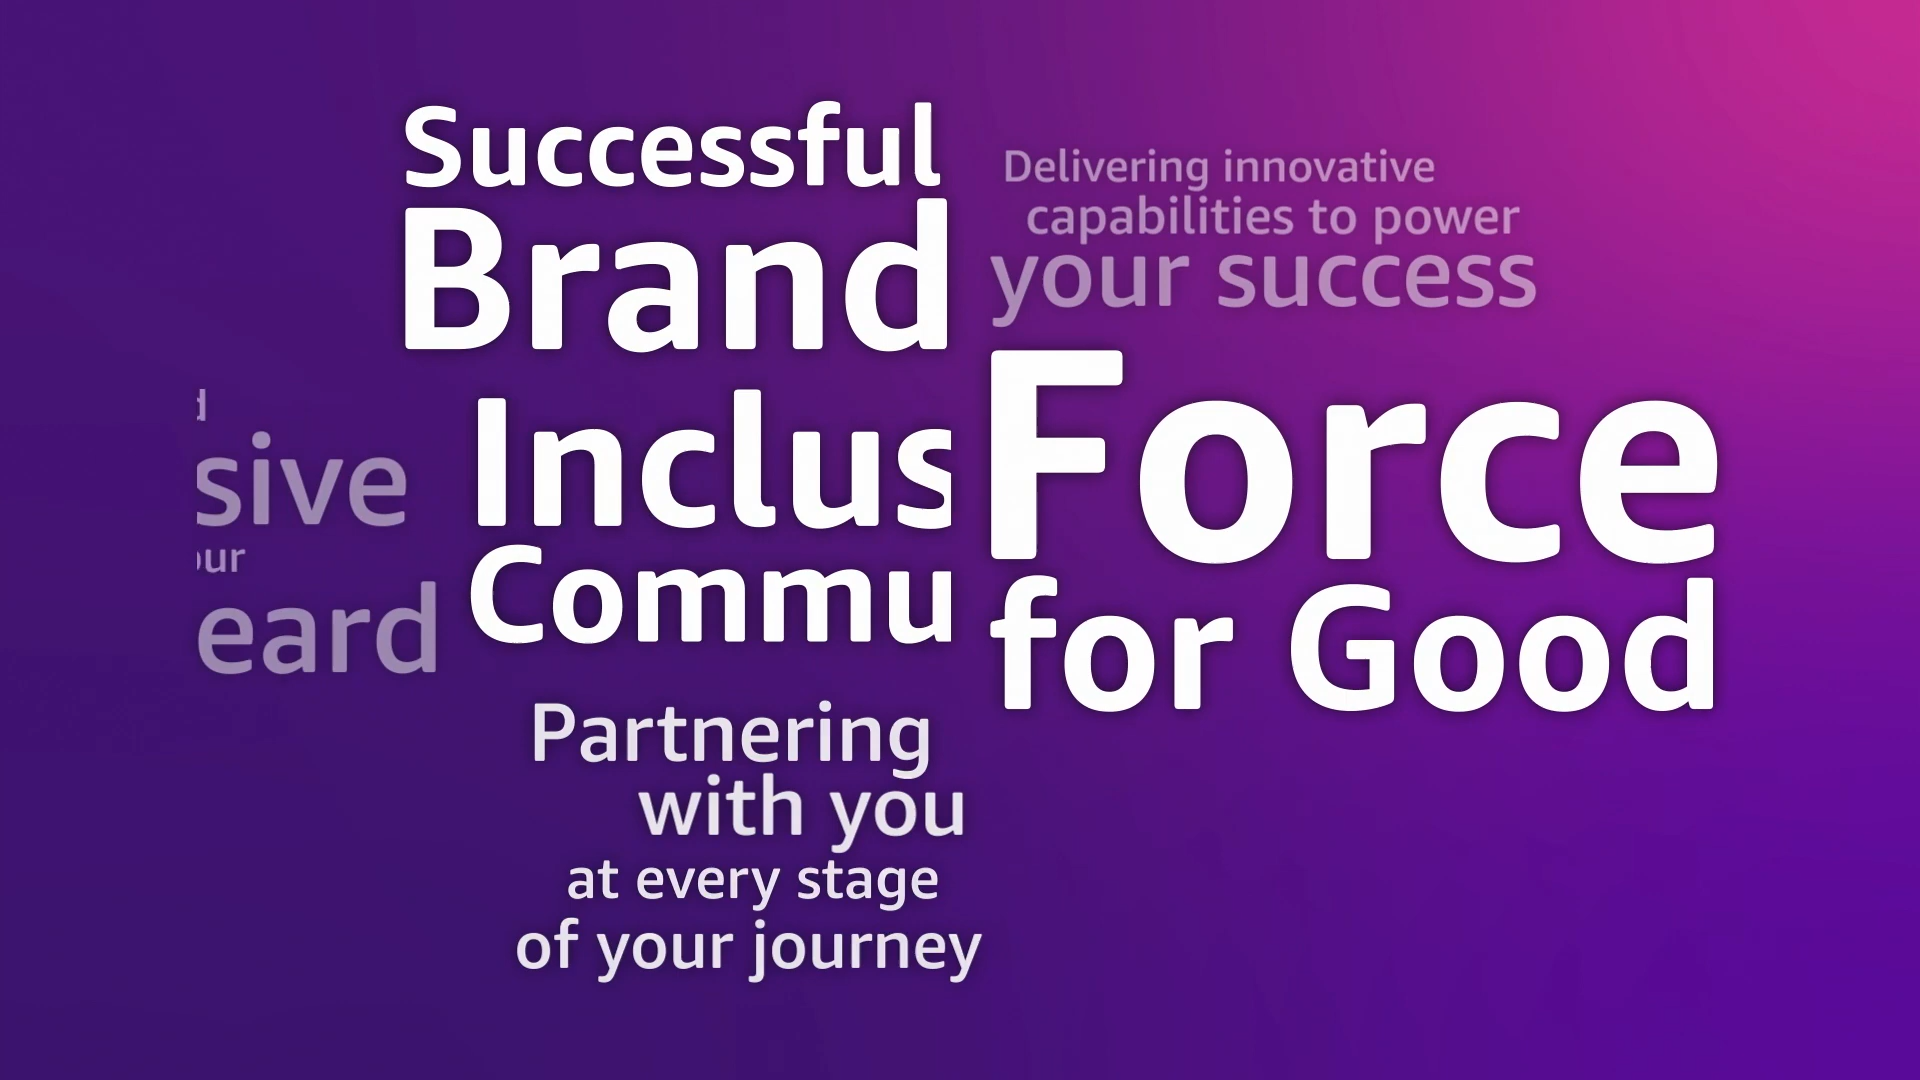 Successful
Brand
Delivering innovative
capabilities to power
your success
d
sive
our
eard
Inclus
Commu
Force
for Good
Partnering
with you
at every stage
of your journey